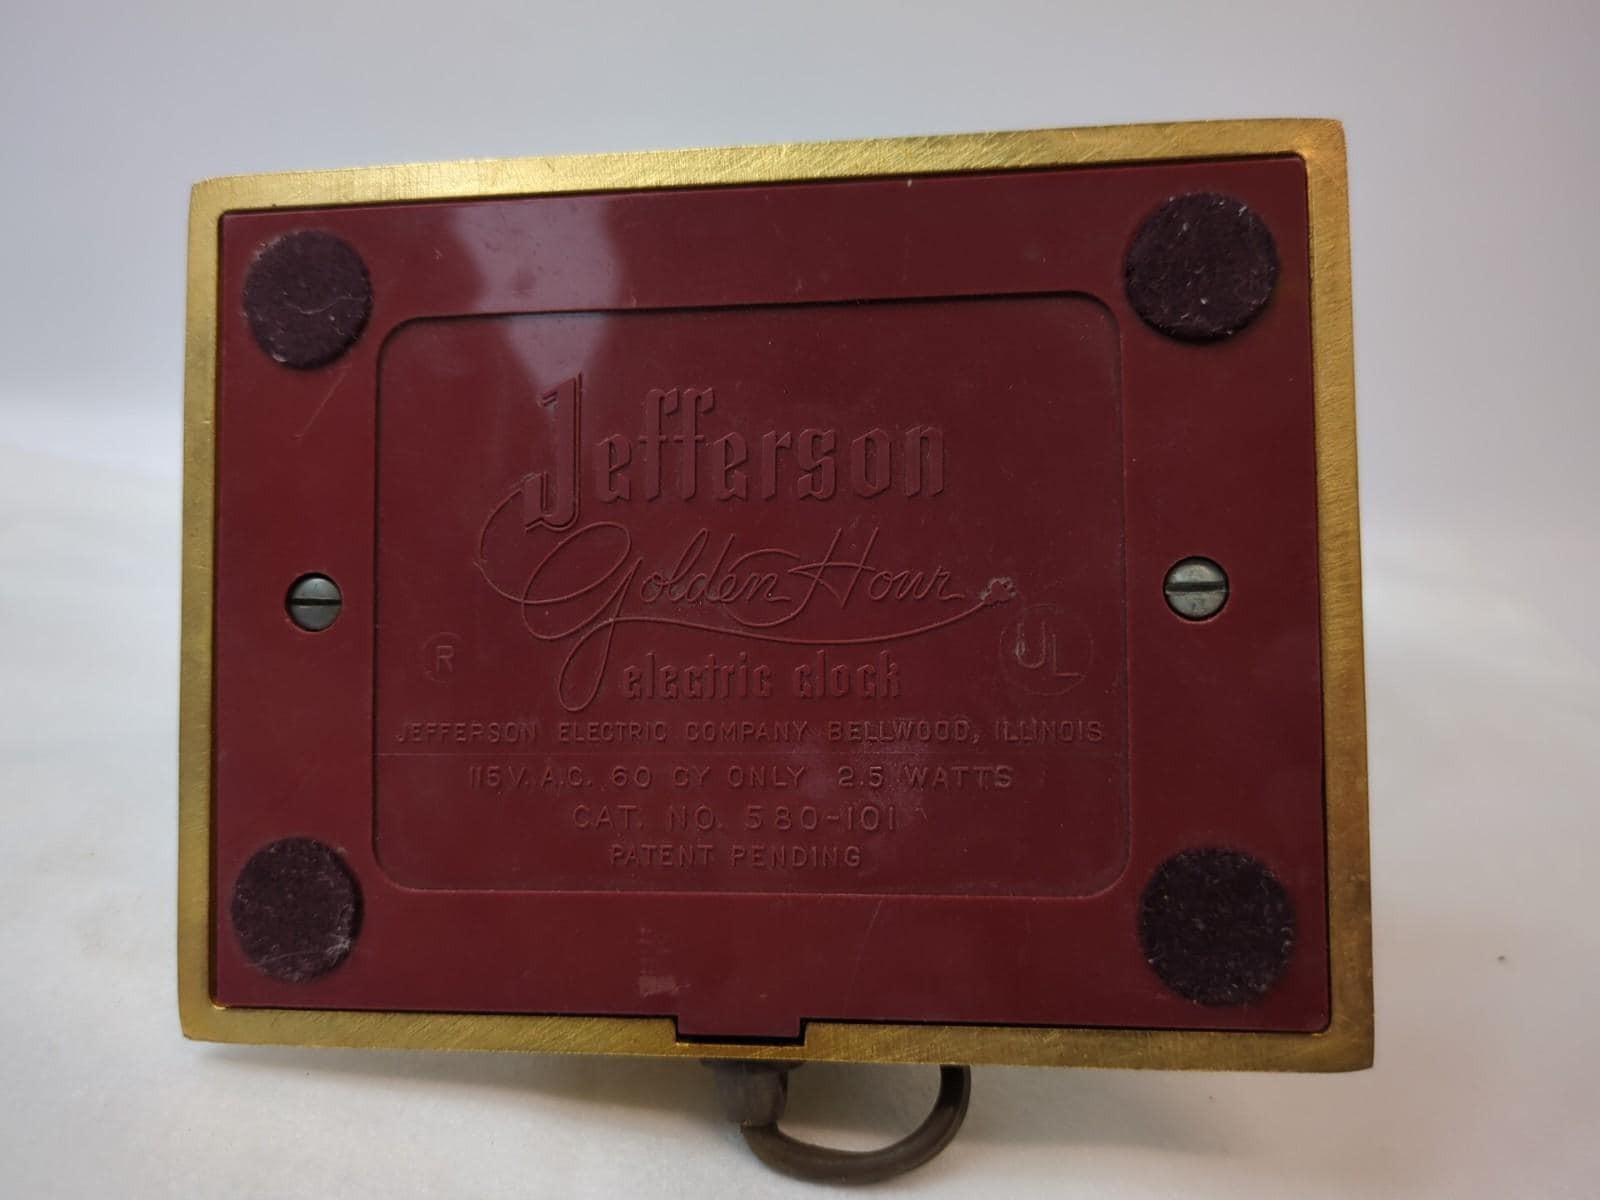 Jefferson
Golden Hour
R
UL
electric clock
JEFFERSON ELECTRIC COMPANY BELLWOOD, ILLINOIS
115 V. A.C. 60 CY ONLY 2.5 WATTS
CAT. NO. 580-101
PATENT PENDING